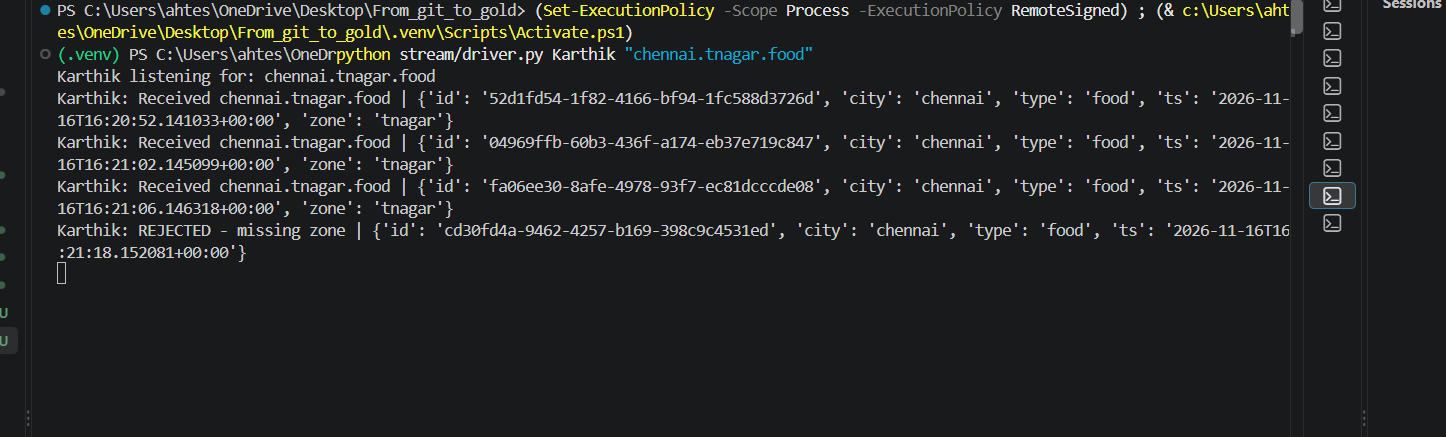 Sessions
PS C:\Users\ahtes\OneDrive\Desktop\From_git_to_gold> (Set-ExecutionPolicy -Scope Process -ExecutionPolicy RemoteSigned) ; (& c:\Users\aht
es\OneDrive\Desktop\From_git_to_gold\.venv\Scripts\Activate.ps1)
(.venv) PS C:\Users\ahtes\OneDrpython stream/driver.py Karthik "chennai.tnagar.food"
Karthik listening for: chennai.tnagar.food
Karthik: Received chennai.tnagar.food | {'id': '52d1fd54-1f82-4166-bf94-1fc588d3726d', 'city': 'chennai', 'type': 'food', 'ts': '2026-11-
16T16:20:52.141033+00:00', 'zone': 'tnagar'}
Karthik: Received chennai.tnagar.food | {'id': '04969ffb-60b3-436f-a174-eb37e719c847', 'city': 'chennai', 'type': 'food', 'ts': '2026-11-
16T16:21:02.145099+00:00', 'zone': 'tnagar'}
Karthik: Received chennai.tnagar.food | {'id': 'fa06ee30-8afe-4978-93f7-ec81dcccde08', 'city': 'chennai', 'type': 'food', 'ts': '2026-11-
16T16:21:06.146318+00:00', 'zone': 'tnagar'}
Karthik: REJECTED - missing zone | {'id': 'cd30fd4a-9462-4257-b169-398c9c4531ed', 'city': 'chennai', 'type': 'food', 'ts': '2026-11-16T16
:21:18.152081+00:00'}
U
U